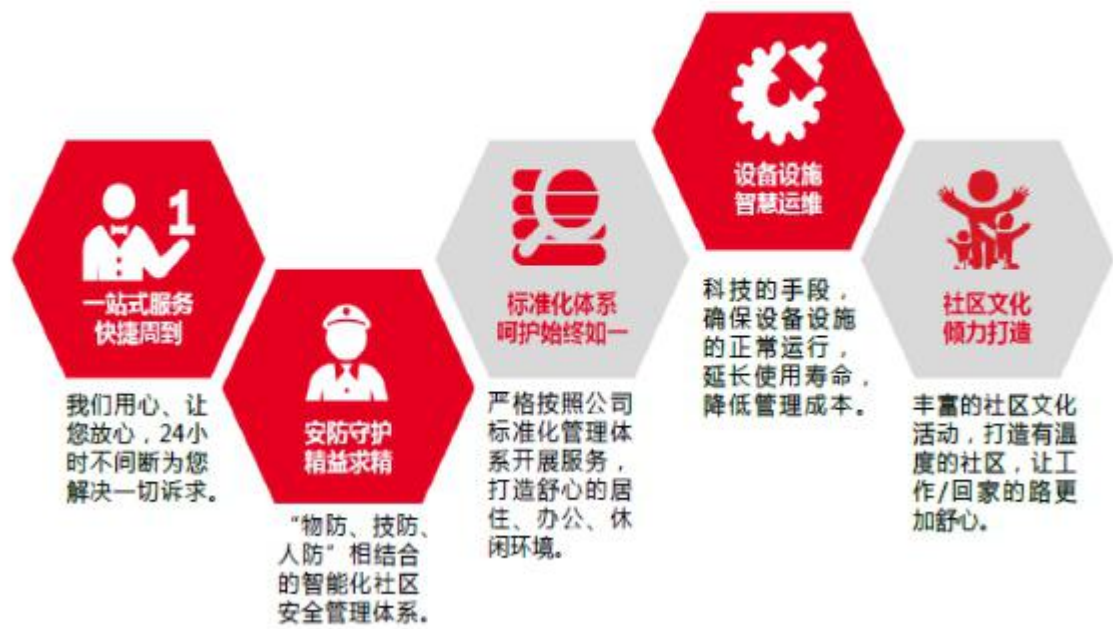 1
一站式服务
快捷周到
我们用心、让
您放心，24小
时不间断为您
解决一切诉求。
安防守护
精益求精
“物防、技防、
人防”相结合
的智能化社区
安全管理体系。
标准化体系
呵护始终如一
严格按照公司
标准化管理体
系开展服务，
打造舒心的居
住、办公、休
闲环境。
设备设施
智慧运维
科技的手段，
确保设备设施
的正常运行，
延长使用寿命，
降低管理成本。
社区文化
倾力打造
丰富的社区文化
活动，打造有温
度的社区，让工
作/回家的路更
加舒心。